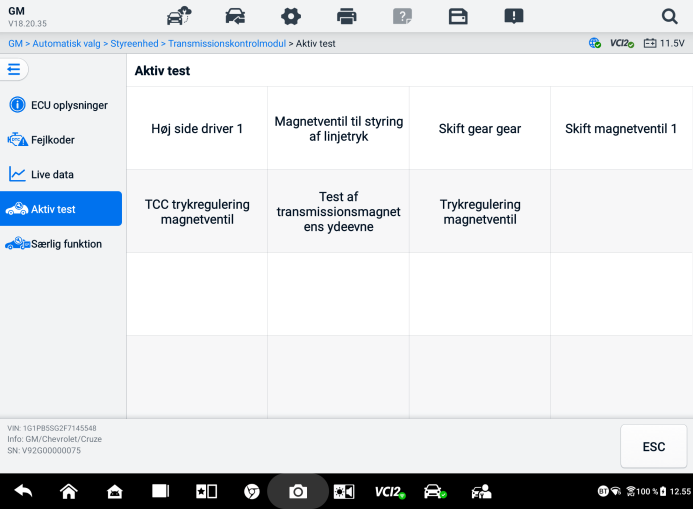 GM
V18.20.35
GM > Automatisk valg > Styreenhed > Transmissionskontrolmodul > Aktiv test
VCI2
11.5V
Aktiv test
ECU oplysninger
Fejlkoder
Live data
Aktiv test
Særlig funktion
Høj side driver 1
Magnetventil til styring
af linjetryk
Skift gear gear
Skift magnetventil 1
TCC trykregulering
magnetventil
Test af
transmissionsmagnet
ens ydeevne
Trykregulering
magnetventil
VIN: 1G1PB5SG2F7145548
Info: GM/Chevrolet/Cruze
SN: V92G00000075
ESC
VCI2
BT
100 %
12.55